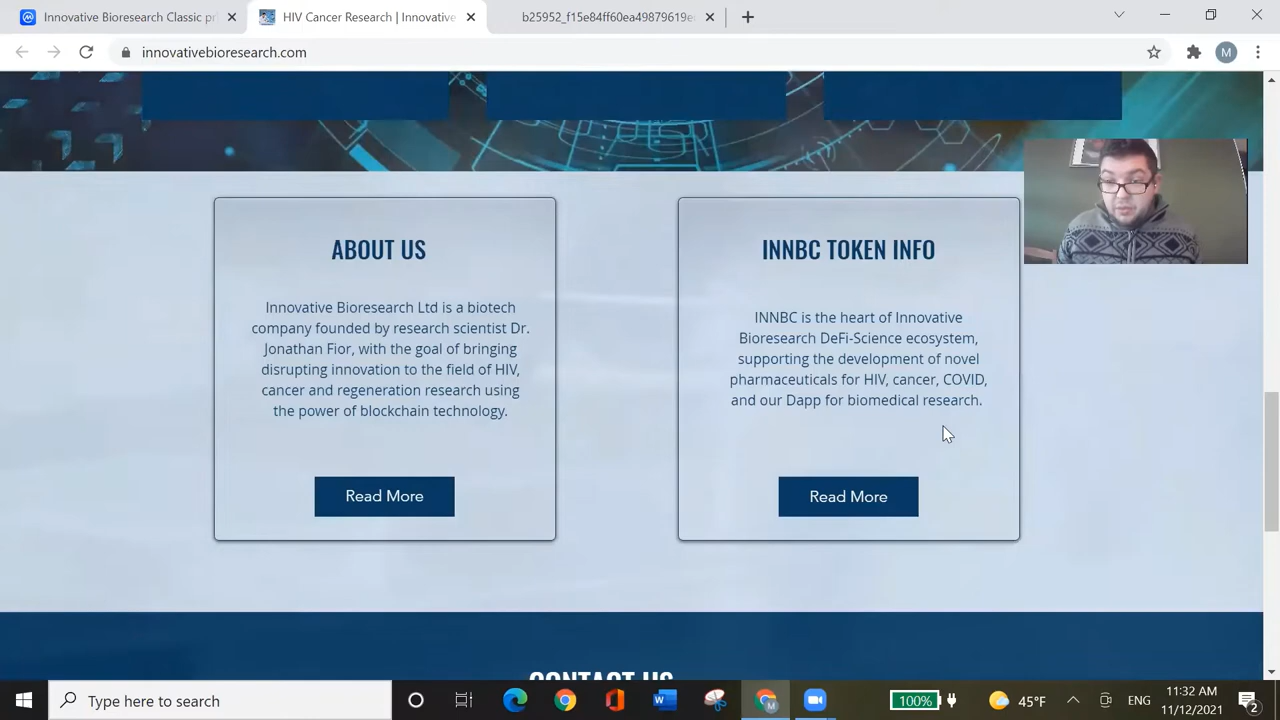 Innovative Bioresearch Classic pr
HIV Cancer Research | Innovative
b25952_f15e84ff60ea49879619e
innovativebioresearch.com
M
ABOUT US
Innovative Bioresearch Ltd is a biotech
company founded by research scientist Dr.
Jonathan Fior, with the goal of bringing
disrupting innovation to the field of HIV,
cancer and regeneration research using
the power of blockchain technology.
Read More
INNBC TOKEN INFO
INNBC is the heart of Innovative
Bioresearch DeFi-Science ecosystem,
supporting the development of novel
pharmaceuticals for HIV, cancer, COVID,
and our Dapp for biomedical research.
Read More
CONTACT US
Type here to search
100%
45°F
ENG
11:32 AM
11/12/2021
2